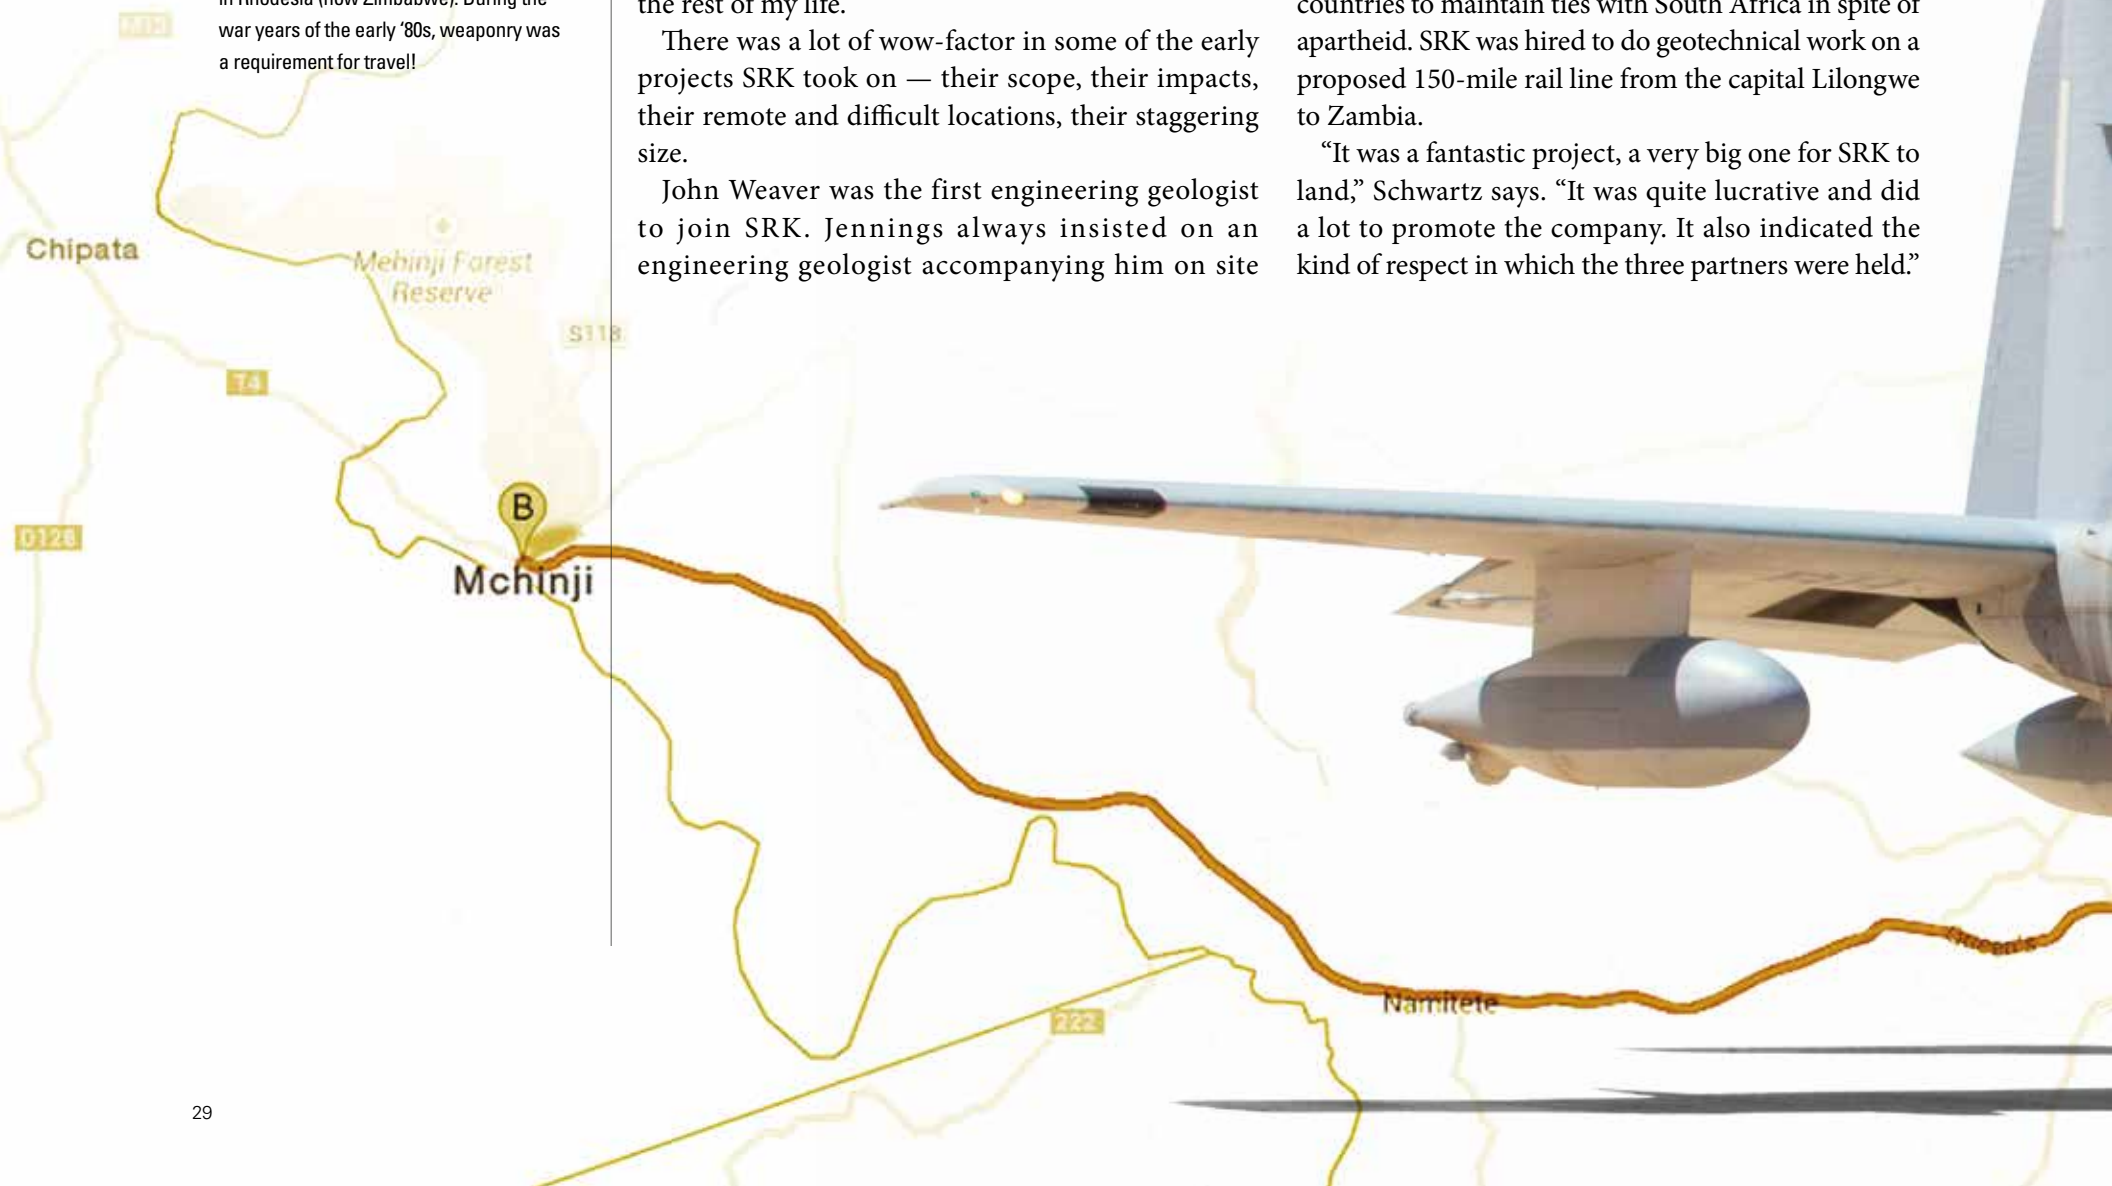 war years of the early ‘80s, weaponry was
a requirement for travel!
the rest of my life.
There was a lot of wow-factor in some of the early
projects SRK took on — their scope, their impacts,
their remote and difficult locations, their staggering
size.
John Weaver was the first engineering geologist
to join SRK. Jennings always insisted on an
engineering geologist accompanying him on site
countries to maintain ties with South Africa in spite of
apartheid. SRK was hired to do geotechnical work on a
proposed 150-mile rail line from the capital Lilongwe
to Zambia.
“It was a fantastic project, a very big one for SRK to
land,” Schwartz says. “It was quite lucrative and did
a lot to promote the company. It also indicated the
kind of respect in which the three partners were held.”
Chipata
Mchinji Forest
Reserve
S118
T4
B
D128
Mchinji
Namitete
222
29